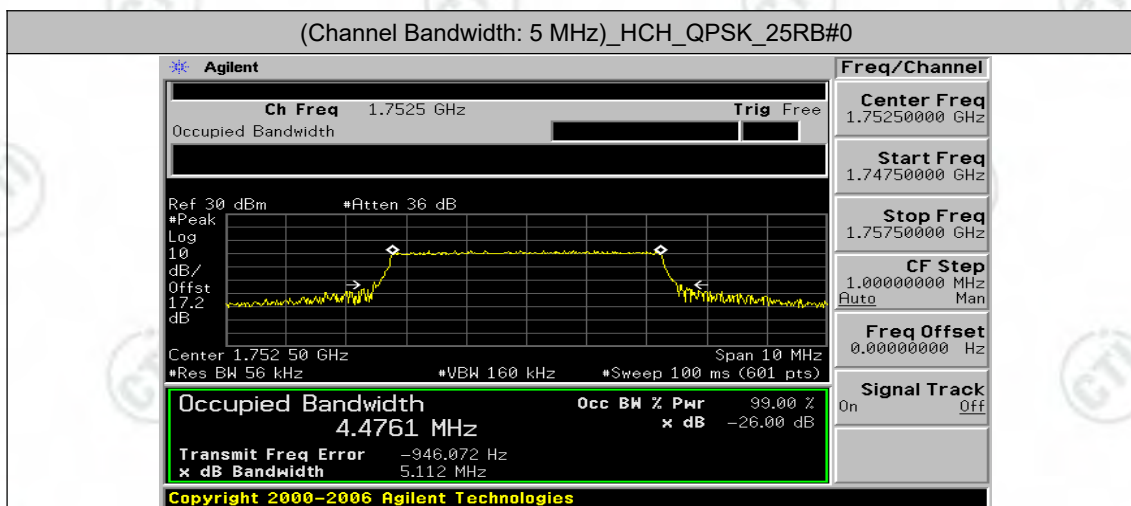 (Channel Bandwidth: 5 MHz)_HCH_QPSK_25RB#0
Agilent
Freq/Channel
Ch Freq 1.7525 GHz Trig Free
Occupied Bandwidth
Center Freq
1.75250000 GHz
Start Freq
1.74750000 GHz
Stop Freq
1.75750000 GHz
CF Step
1.00000000 MHz
Auto Man
Freq Offset
0.00000000 Hz
Signal Track
On Off
Ref 30 dBm #Atten 36 dB
#Peak
Log
10
dB/
Offst
17.2
dB
Center 1.752 50 GHz Span 10 MHz
#Res BW 56 kHz #VBW 160 kHz #Sweep 100 ms (601 pts)
Occupied Bandwidth Occ BW % Pwr 99.00 %
4.4761 MHz x dB -26.00 dB
Transmit Freq Error -946.072 Hz
x dB Bandwidth 5.112 MHz
Copyright 2000-2006 Agilent Technologies